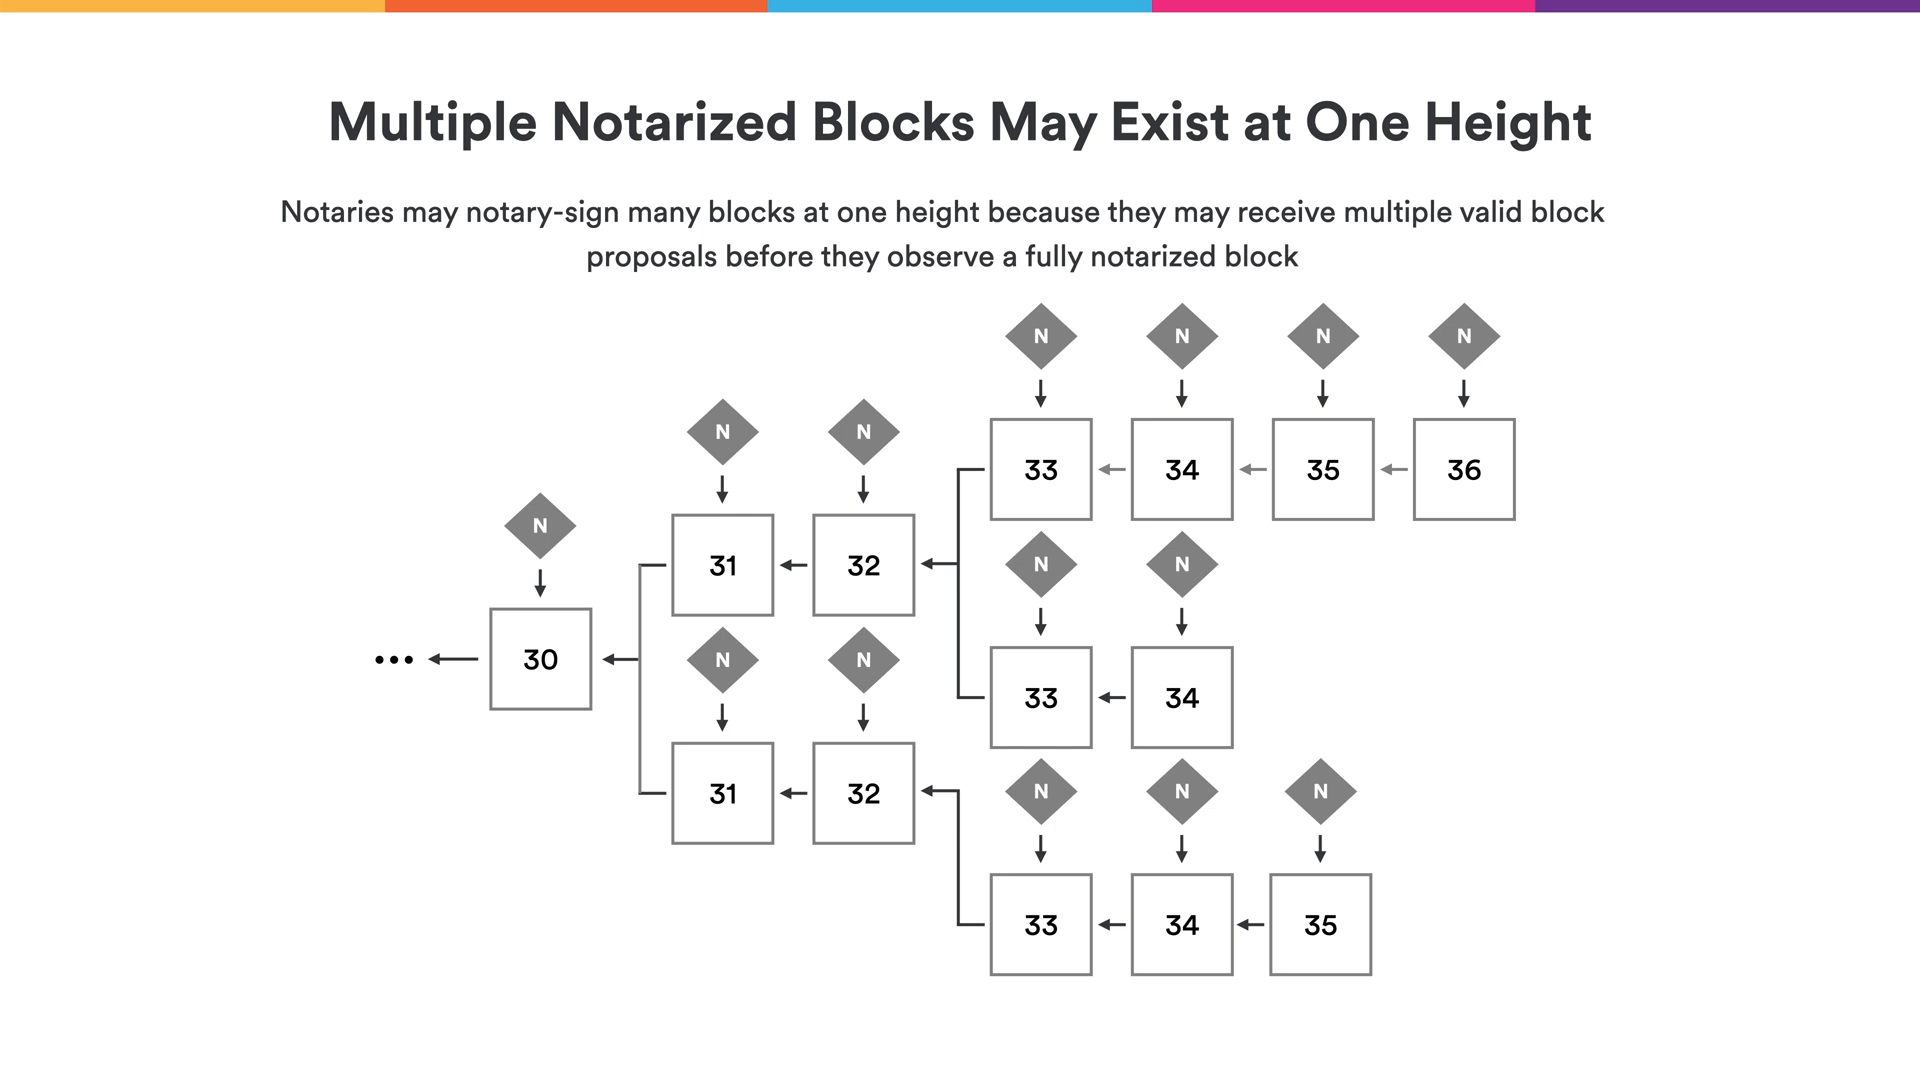 Multiple Notarized Blocks May Exist at One Height
Notaries may notary-sign many blocks at one height because they may receive multiple valid block
proposals before they observe a fully notarized block
N N N N
N N
33 34 35 36
N
31 32
N N
... 30
N N
33 34
31 32
N N N
33 34 35